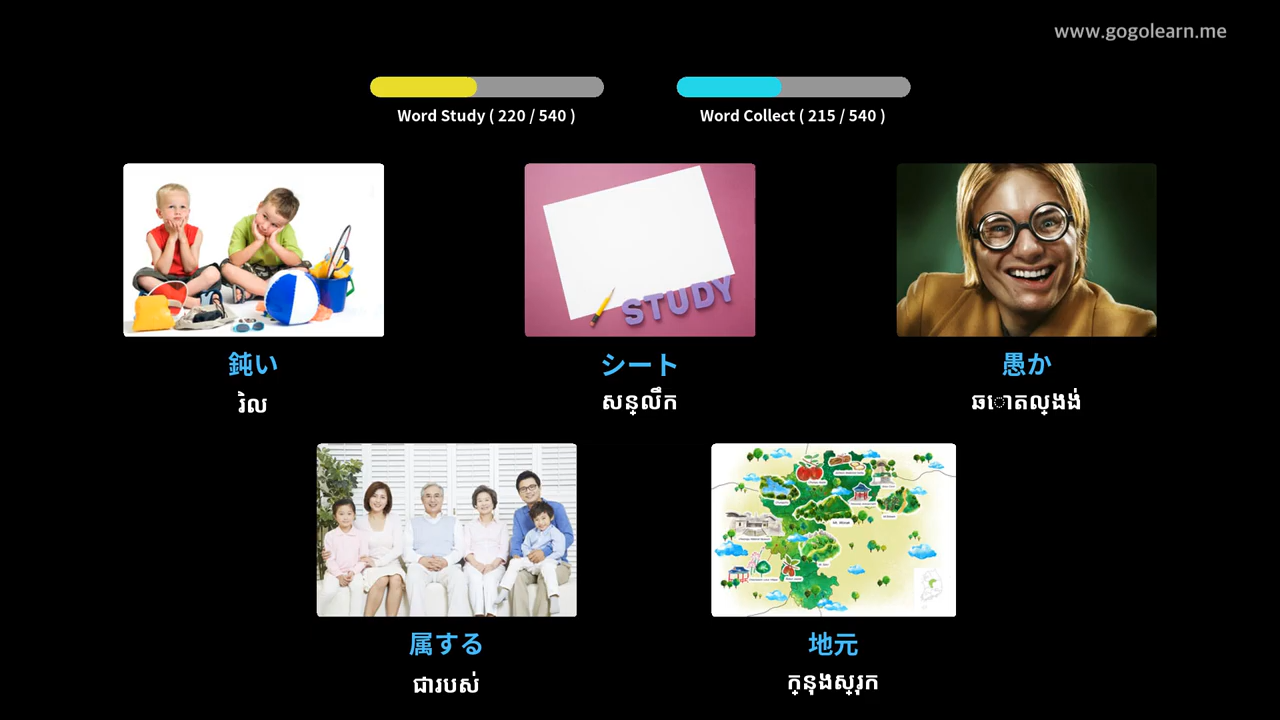 www.gogolearn.me
Word Study ( 220 / 540 )
Word Collect ( 215 / 540 )
STUDY
鈍い
រិល
シート
សន្លឹក
愚か
ឆោតល្ងង់
属する
ជារបស់
地元
ក្នុងស្រុក